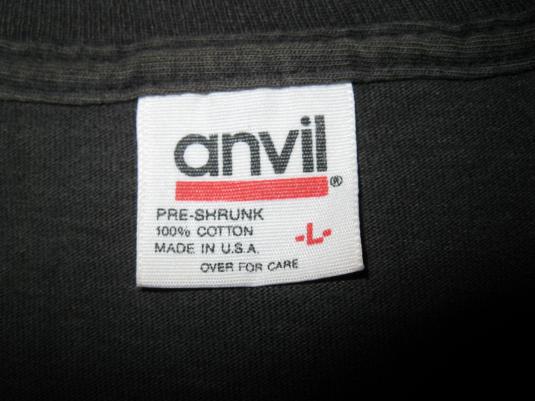 anvil®
PRE-SHRUNK
100% COTTON
MADE IN U.S.A.
-L-
OVER FOR CARE